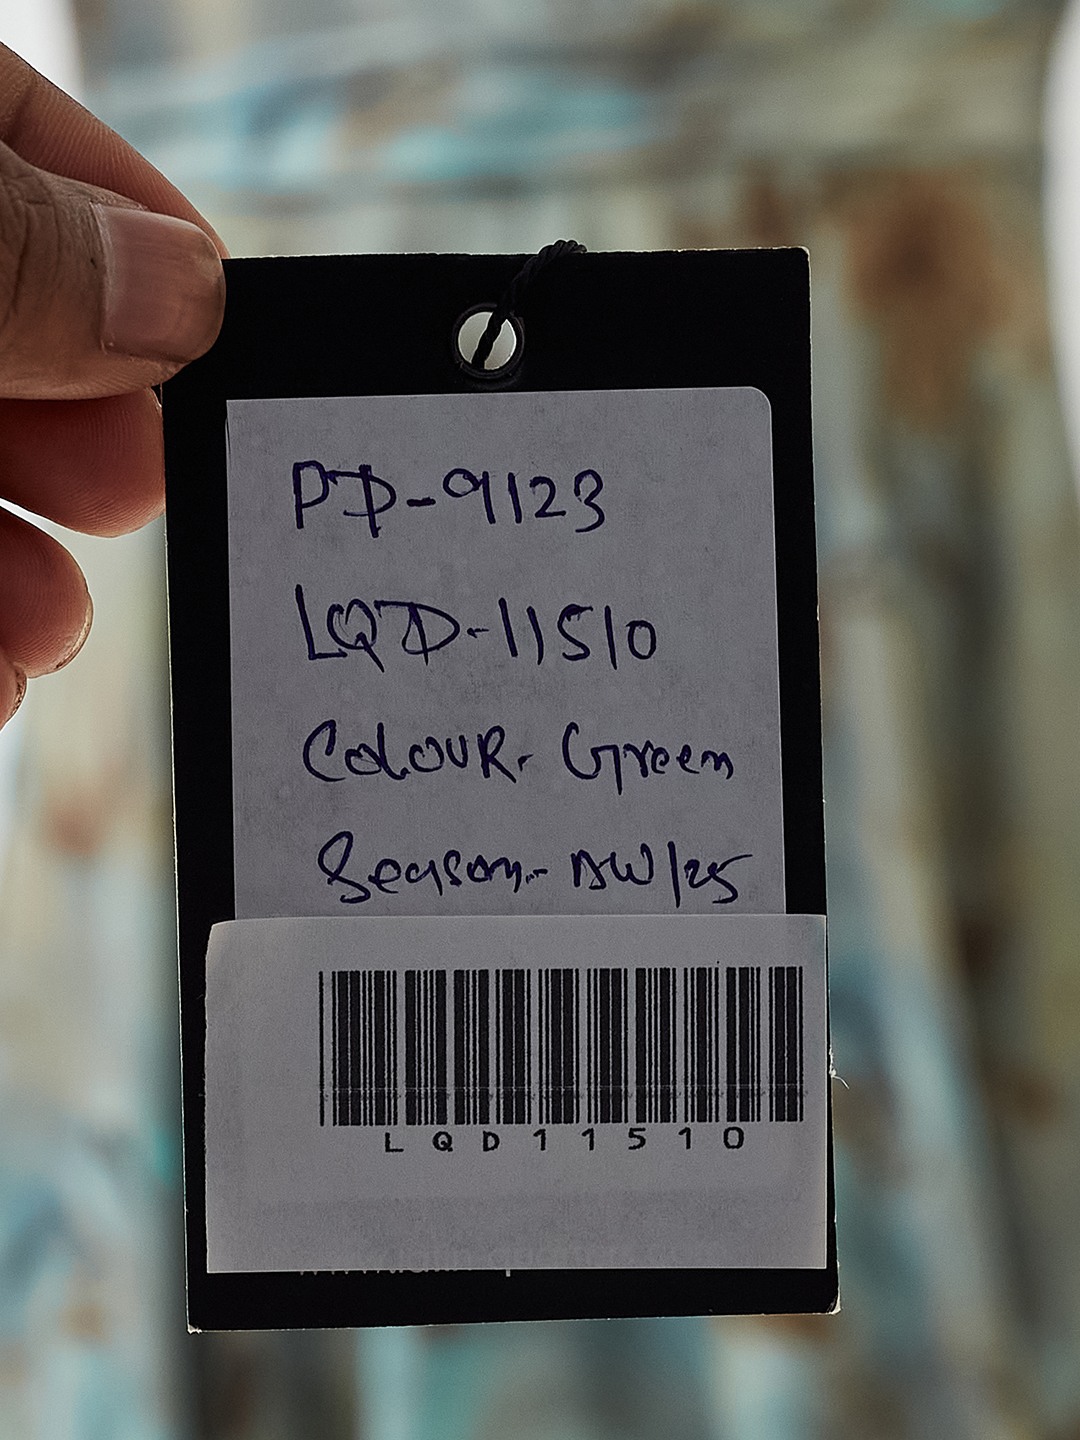 PD-9123
LQD-11510
Colour- Green
Season- AW/25
LQD11510